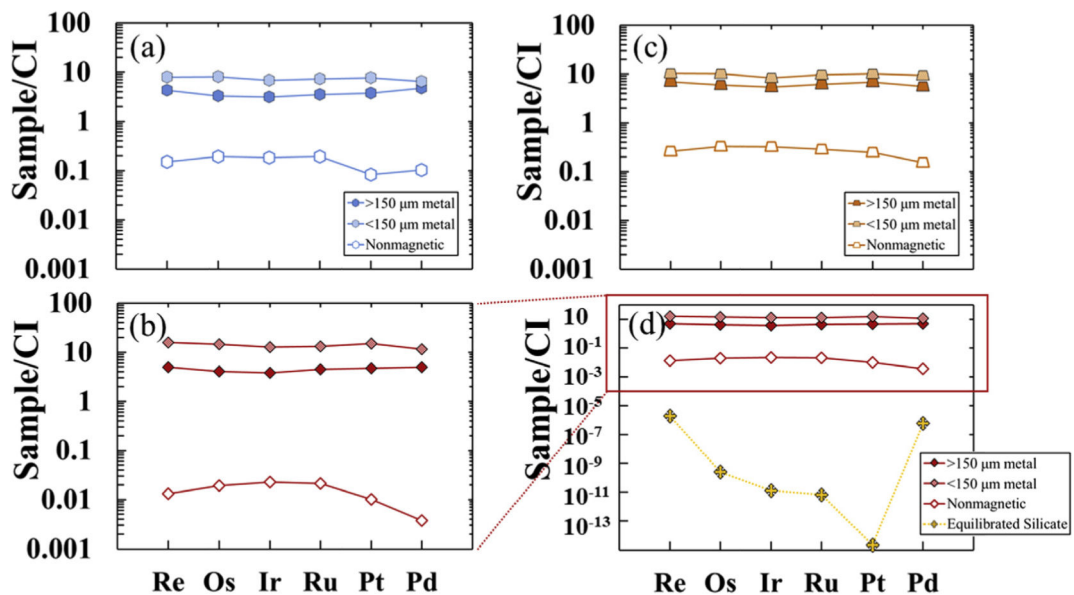 100
10
1
0.1
0.01
0.001
Sample/CI
(a)
>150 μm metal
<150 μm metal
Nonmagnetic
100
10
1
0.1
0.01
0.001
Sample/CI
(c)
>150 μm metal
<150 μm metal
Nonmagnetic
100
10
1
0.1
0.01
0.001
Sample/CI
(b)
Re Os Ir Ru Pt Pd
10
10⁻¹
10⁻³
10⁻⁵
10⁻⁷
10⁻⁹
10⁻¹¹
10⁻¹³
Sample/CI
(d)
>150 μm metal
<150 μm metal
Nonmagnetic
Equilibrated Silicate
Re Os Ir Ru Pt Pd